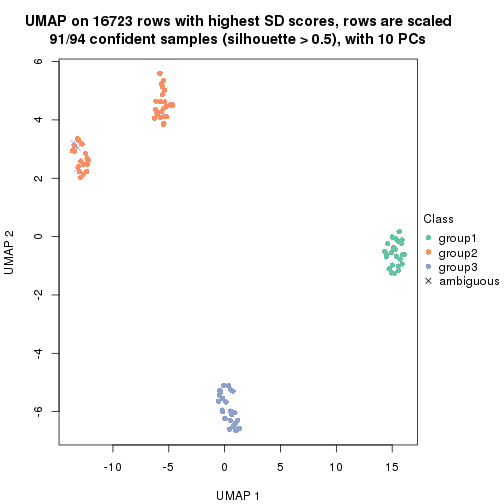 UMAP on 16723 rows with highest SD scores, rows are scaled
91/94 confident samples (silhouette > 0.5), with 10 PCs
6
4
2
0
-2
-4
-6
UMAP 2
-10
-5
0
5
10
15
UMAP 1
Class
group1
group2
group3
ambiguous